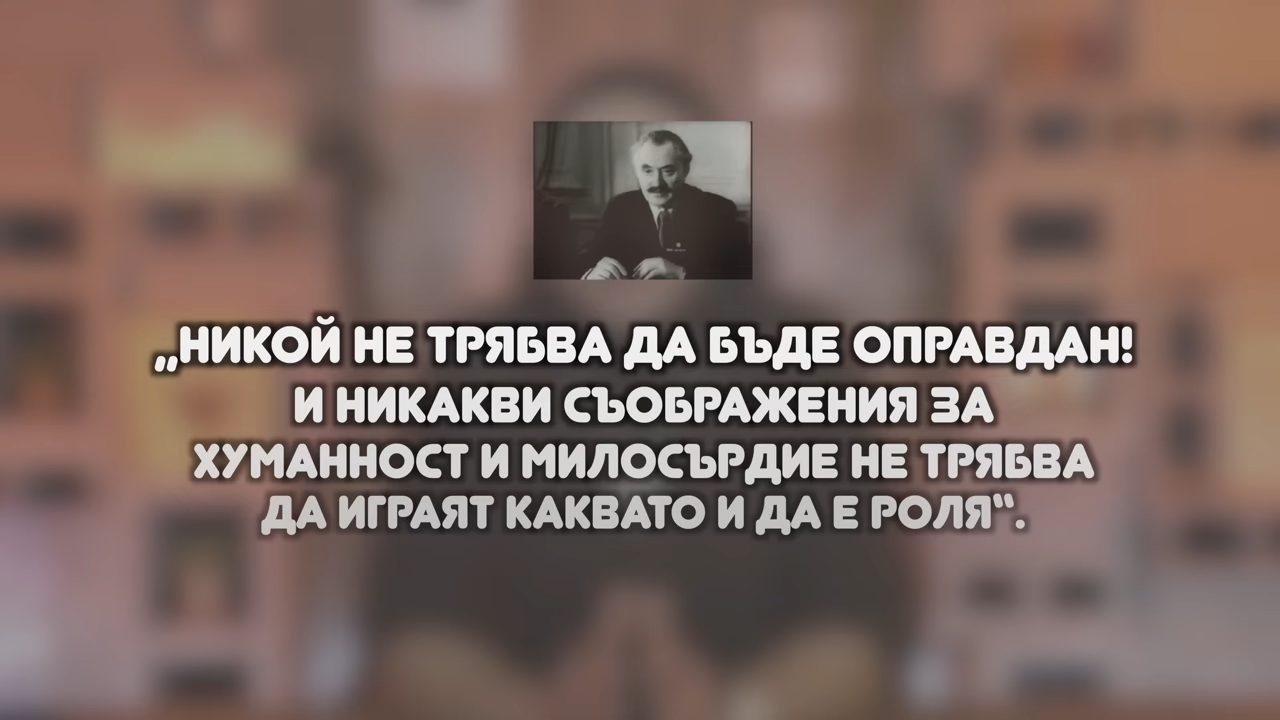 „НИКОЙ НЕ ТРЯБВА ДА БЪДЕ ОПРАВДАН!
И НИКАКВИ СЪОБРАЖЕНИЯ ЗА
ХУМАННОСТ И МИЛОСЪРДИЕ НЕ ТРЯБВА
ДА ИГРАЯТ КАКВАТО И ДА Е РОЛЯ“.